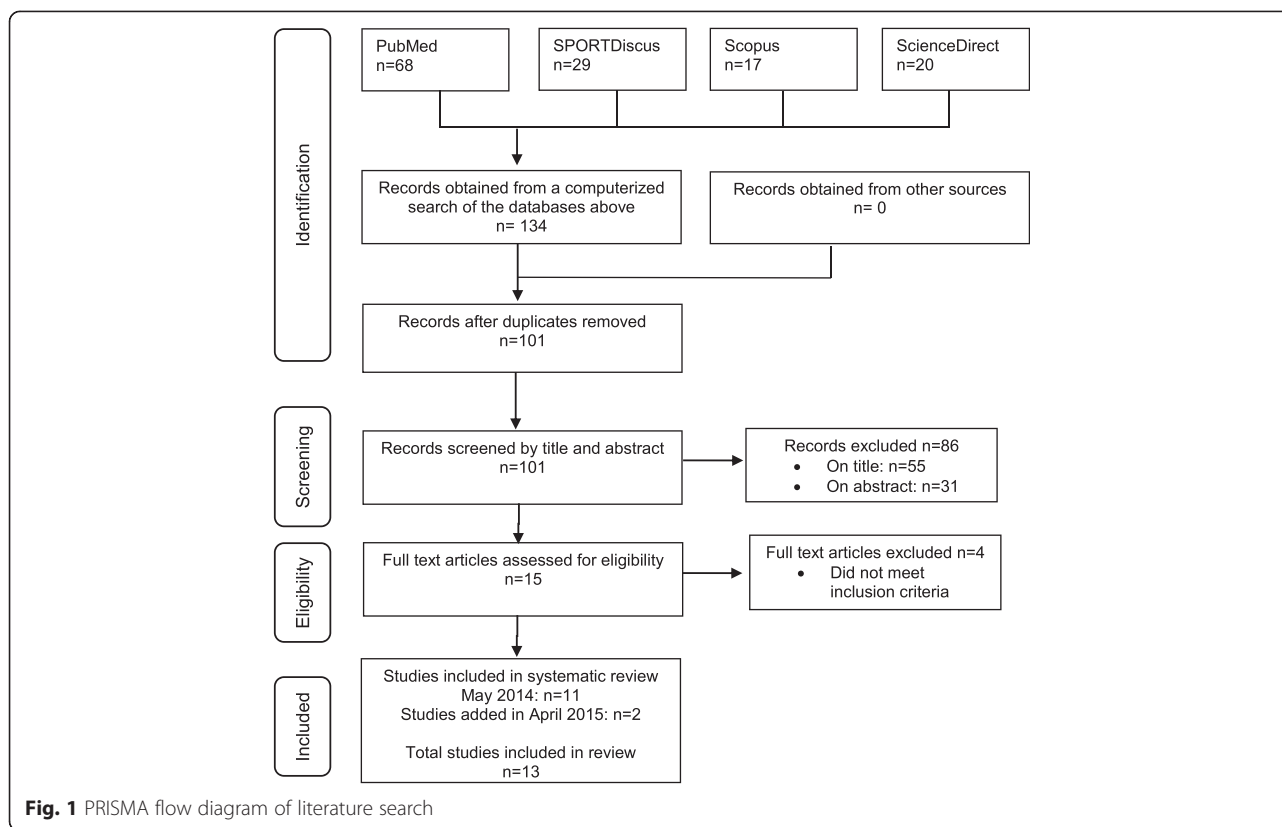 PubMed
n=68
SPORTDiscus
n=29
Scopus
n=17
ScienceDirect
n=20
Identification
Records obtained from a computerized
search of the databases above
n= 134
Records obtained from other sources
n= 0
Records after duplicates removed
n=101
Screening
Records screened by title and abstract
n=101
Records excluded n=86
• On title: n=55
• On abstract: n=31
Eligibility
Full text articles assessed for eligibility
n=15
Full text articles excluded n=4
• Did not meet
inclusion criteria
Included
Studies included in systematic review
May 2014: n=11
Studies added in April 2015: n=2
Total studies included in review
n=13
Fig. 1 PRISMA flow diagram of literature search